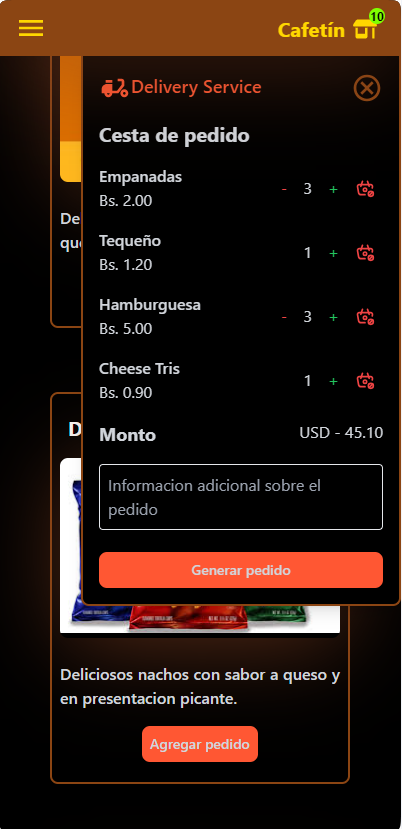 Cafetín
10
Delivery Service
Cesta de pedido
Empanadas
Bs. 2.00
- 3 +
Tequeño
Bs. 1.20
1 +
Hamburguesa
Bs. 5.00
- 3 +
Cheese Tris
Bs. 0.90
1 +
Monto
USD - 45.10
Informacion adicional sobre el
pedido
Generar pedido
Deliciosos nachos con sabor a queso y
en presentacion picante.
Agregar pedido